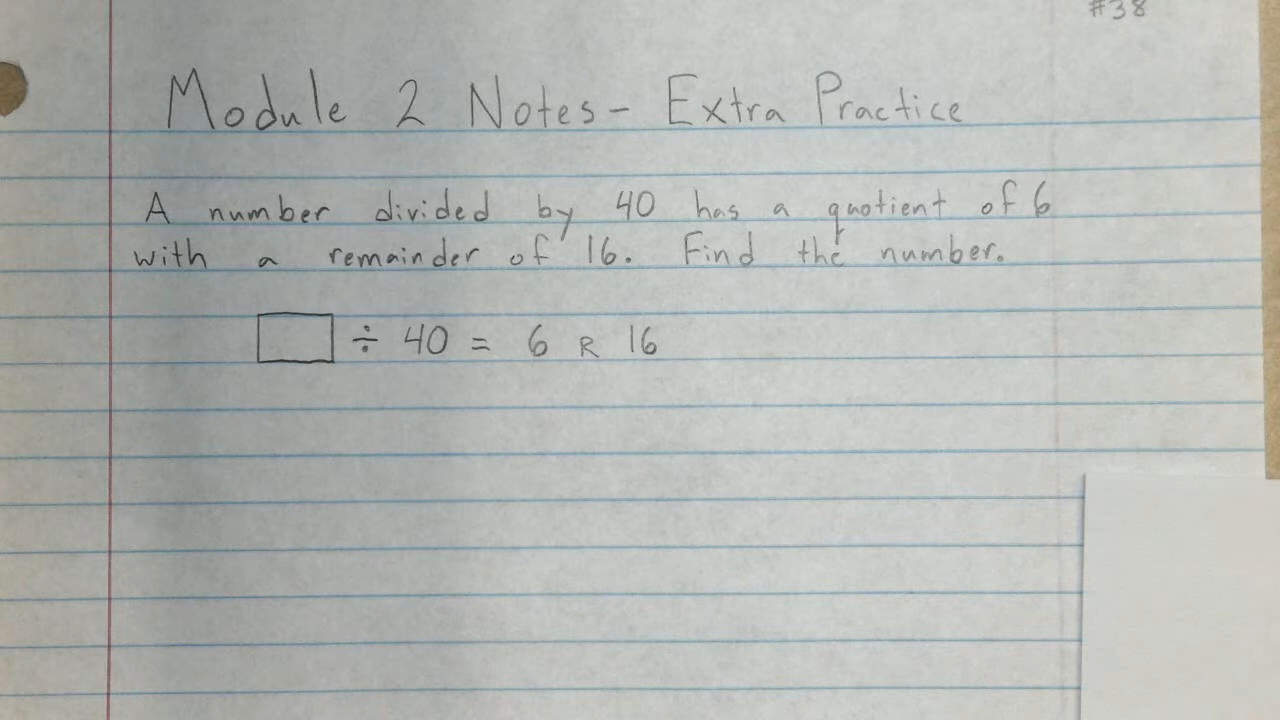 #38
Module 2 Notes- Extra Practice
A number divided by 40 has a quotient of 6
with a remainder of 16. Find the number.
÷ 40 = 6 R 16